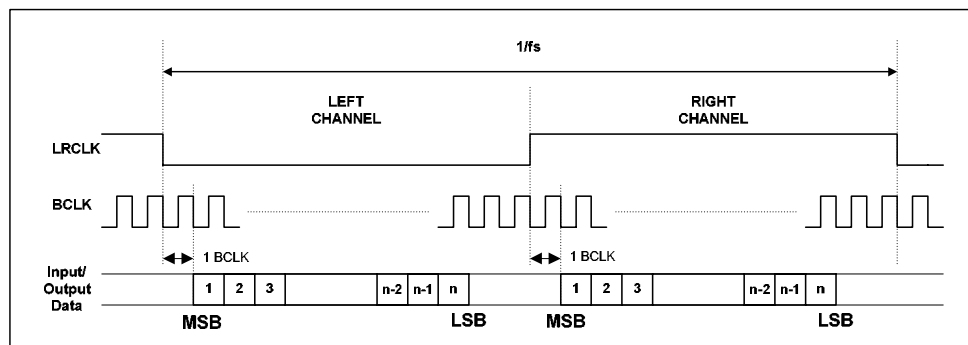 1/fs
LEFT
CHANNEL
RIGHT
CHANNEL
LRCLK
BCLK
1 BCLK
1 BCLK
Input/
Output
Data
1 2 3 n-2 n-1 n 1 2 3 n-2 n-1 n
MSB LSB MSB LSB